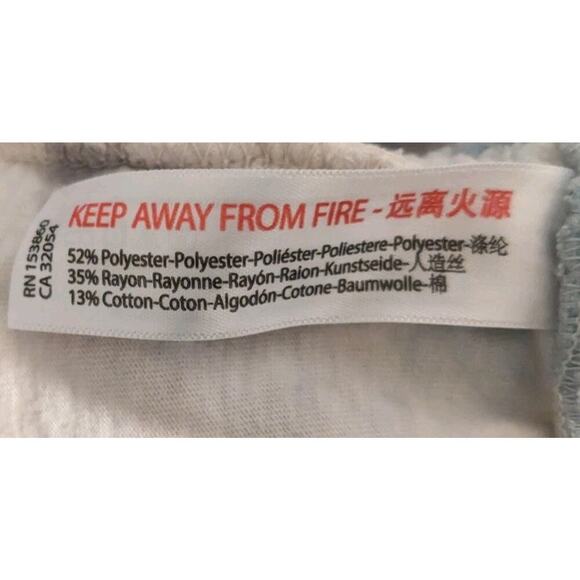 KEEP AWAY FROM FIRE - 远离火源
52% Polyester-Polyester-Poliéster-Poliestere-Polyester-涤纶
35% Rayon-Rayonne-Rayón-Raion-Kunstseide-人造丝
13% Cotton-Coton-Algodón-Cotone-Baumwolle-棉
RN 153860
CA 32054